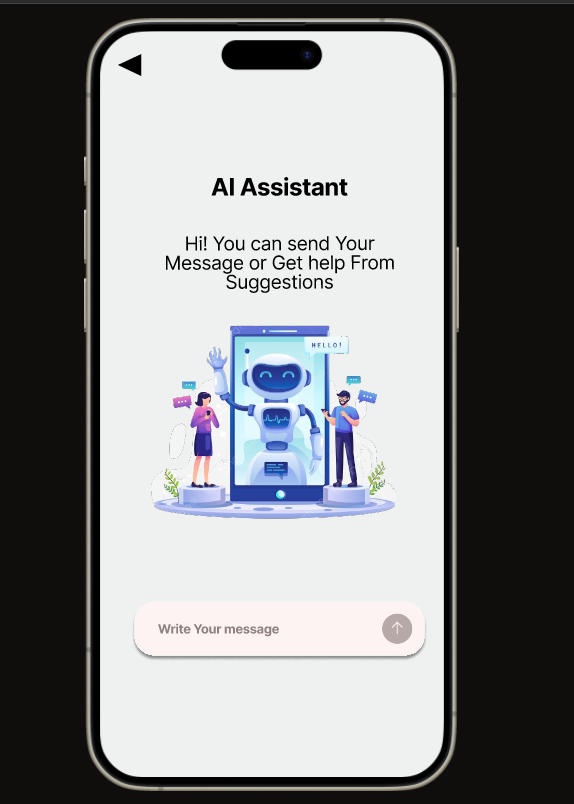 AI Assistant
Hi! You can send Your
Message or Get help From
Suggestions
HELLO!
Write Your message